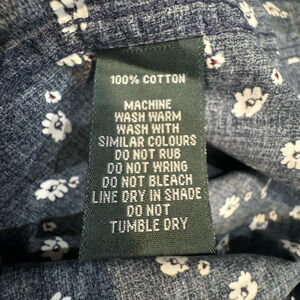 100% COTTON
MACHINE
WASH WARM
WASH WITH
SIMILAR COLOURS
DO NOT RUB
DO NOT WRING
DO NOT BLEACH
LINE DRY IN SHADE
DO NOT
TUMBLE DRY